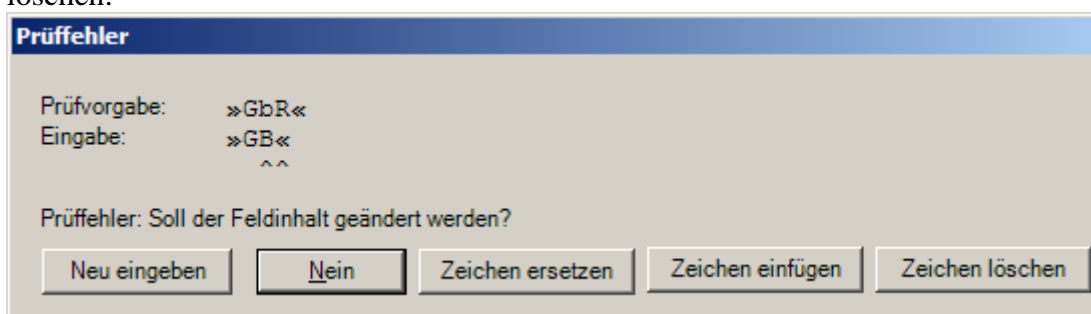 löschen.
Prüffehler
Prüfvorgabe: »GbR«
Eingabe: »GB«
^^
Prüffehler: Soll der Feldinhalt geändert werden?
Neu eingeben Nein Zeichen ersetzen Zeichen einfügen Zeichen löschen